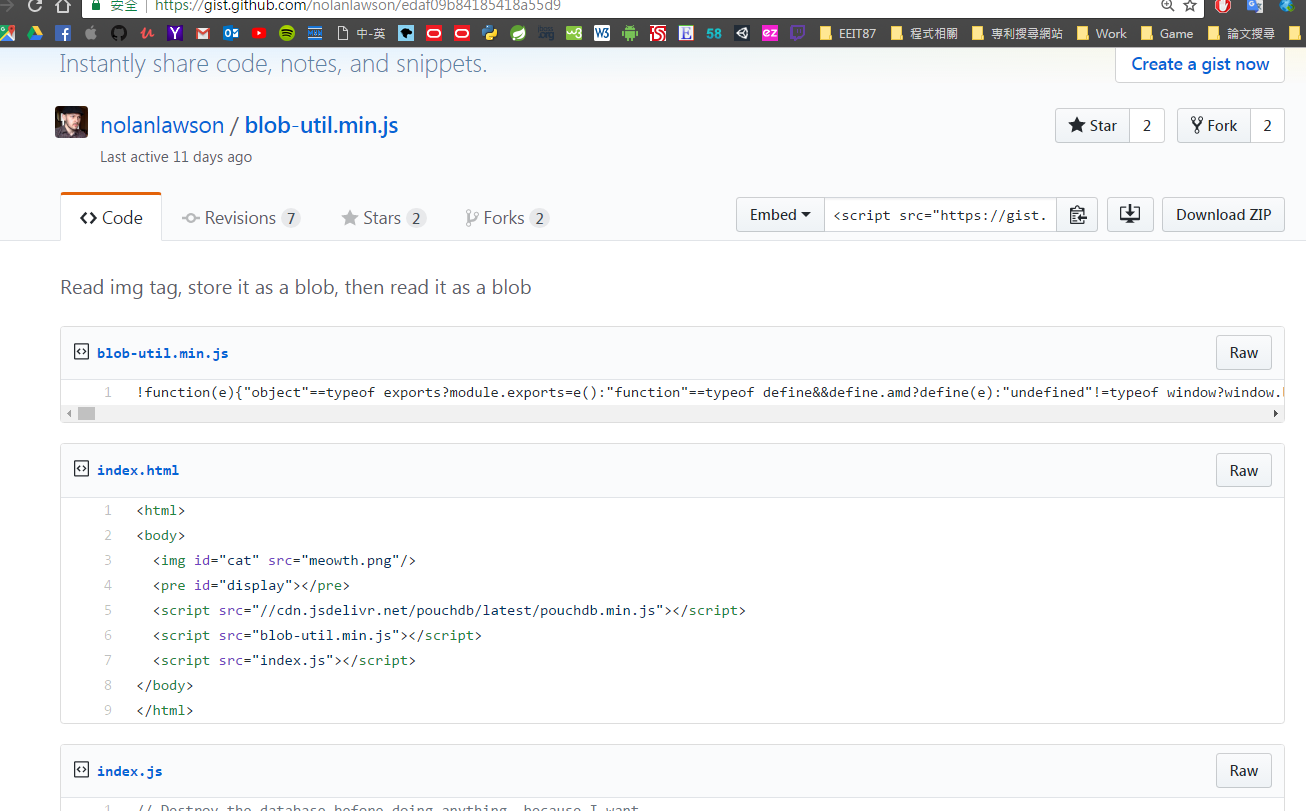 安全 https://gist.github.com/nolanlawson/edaf09b84185418a55d9
中-英 EEIT87 程式相關 專利搜尋網站 Work Game 論文搜尋
Instantly share code, notes, and snippets.
Create a gist now
nolanlawson / blob-util.min.js
Star 2 Fork 2
Last active 11 days ago
Code Revisions 7 Stars 2 Forks 2 Embed <script src="https://gist. Download ZIP
Read img tag, store it as a blob, then read it as a blob
blob-util.min.js Raw
1 !function(e){"object"==typeof exports?module.exports=e():"function"==typeof define&&define.amd?define(e):"undefined"!=typeof window?window.
index.html Raw
1 <html>
2 <body>
3 <img id="cat" src="meowth.png"/>
4 <pre id="display"></pre>
5 <script src="//cdn.jsdelivr.net/pouchdb/latest/pouchdb.min.js"></script>
6 <script src="blob-util.min.js"></script>
7 <script src="index.js"></script>
8 </body>
9 </html>
index.js Raw
1 // Destroy the database before doing anything, because I want